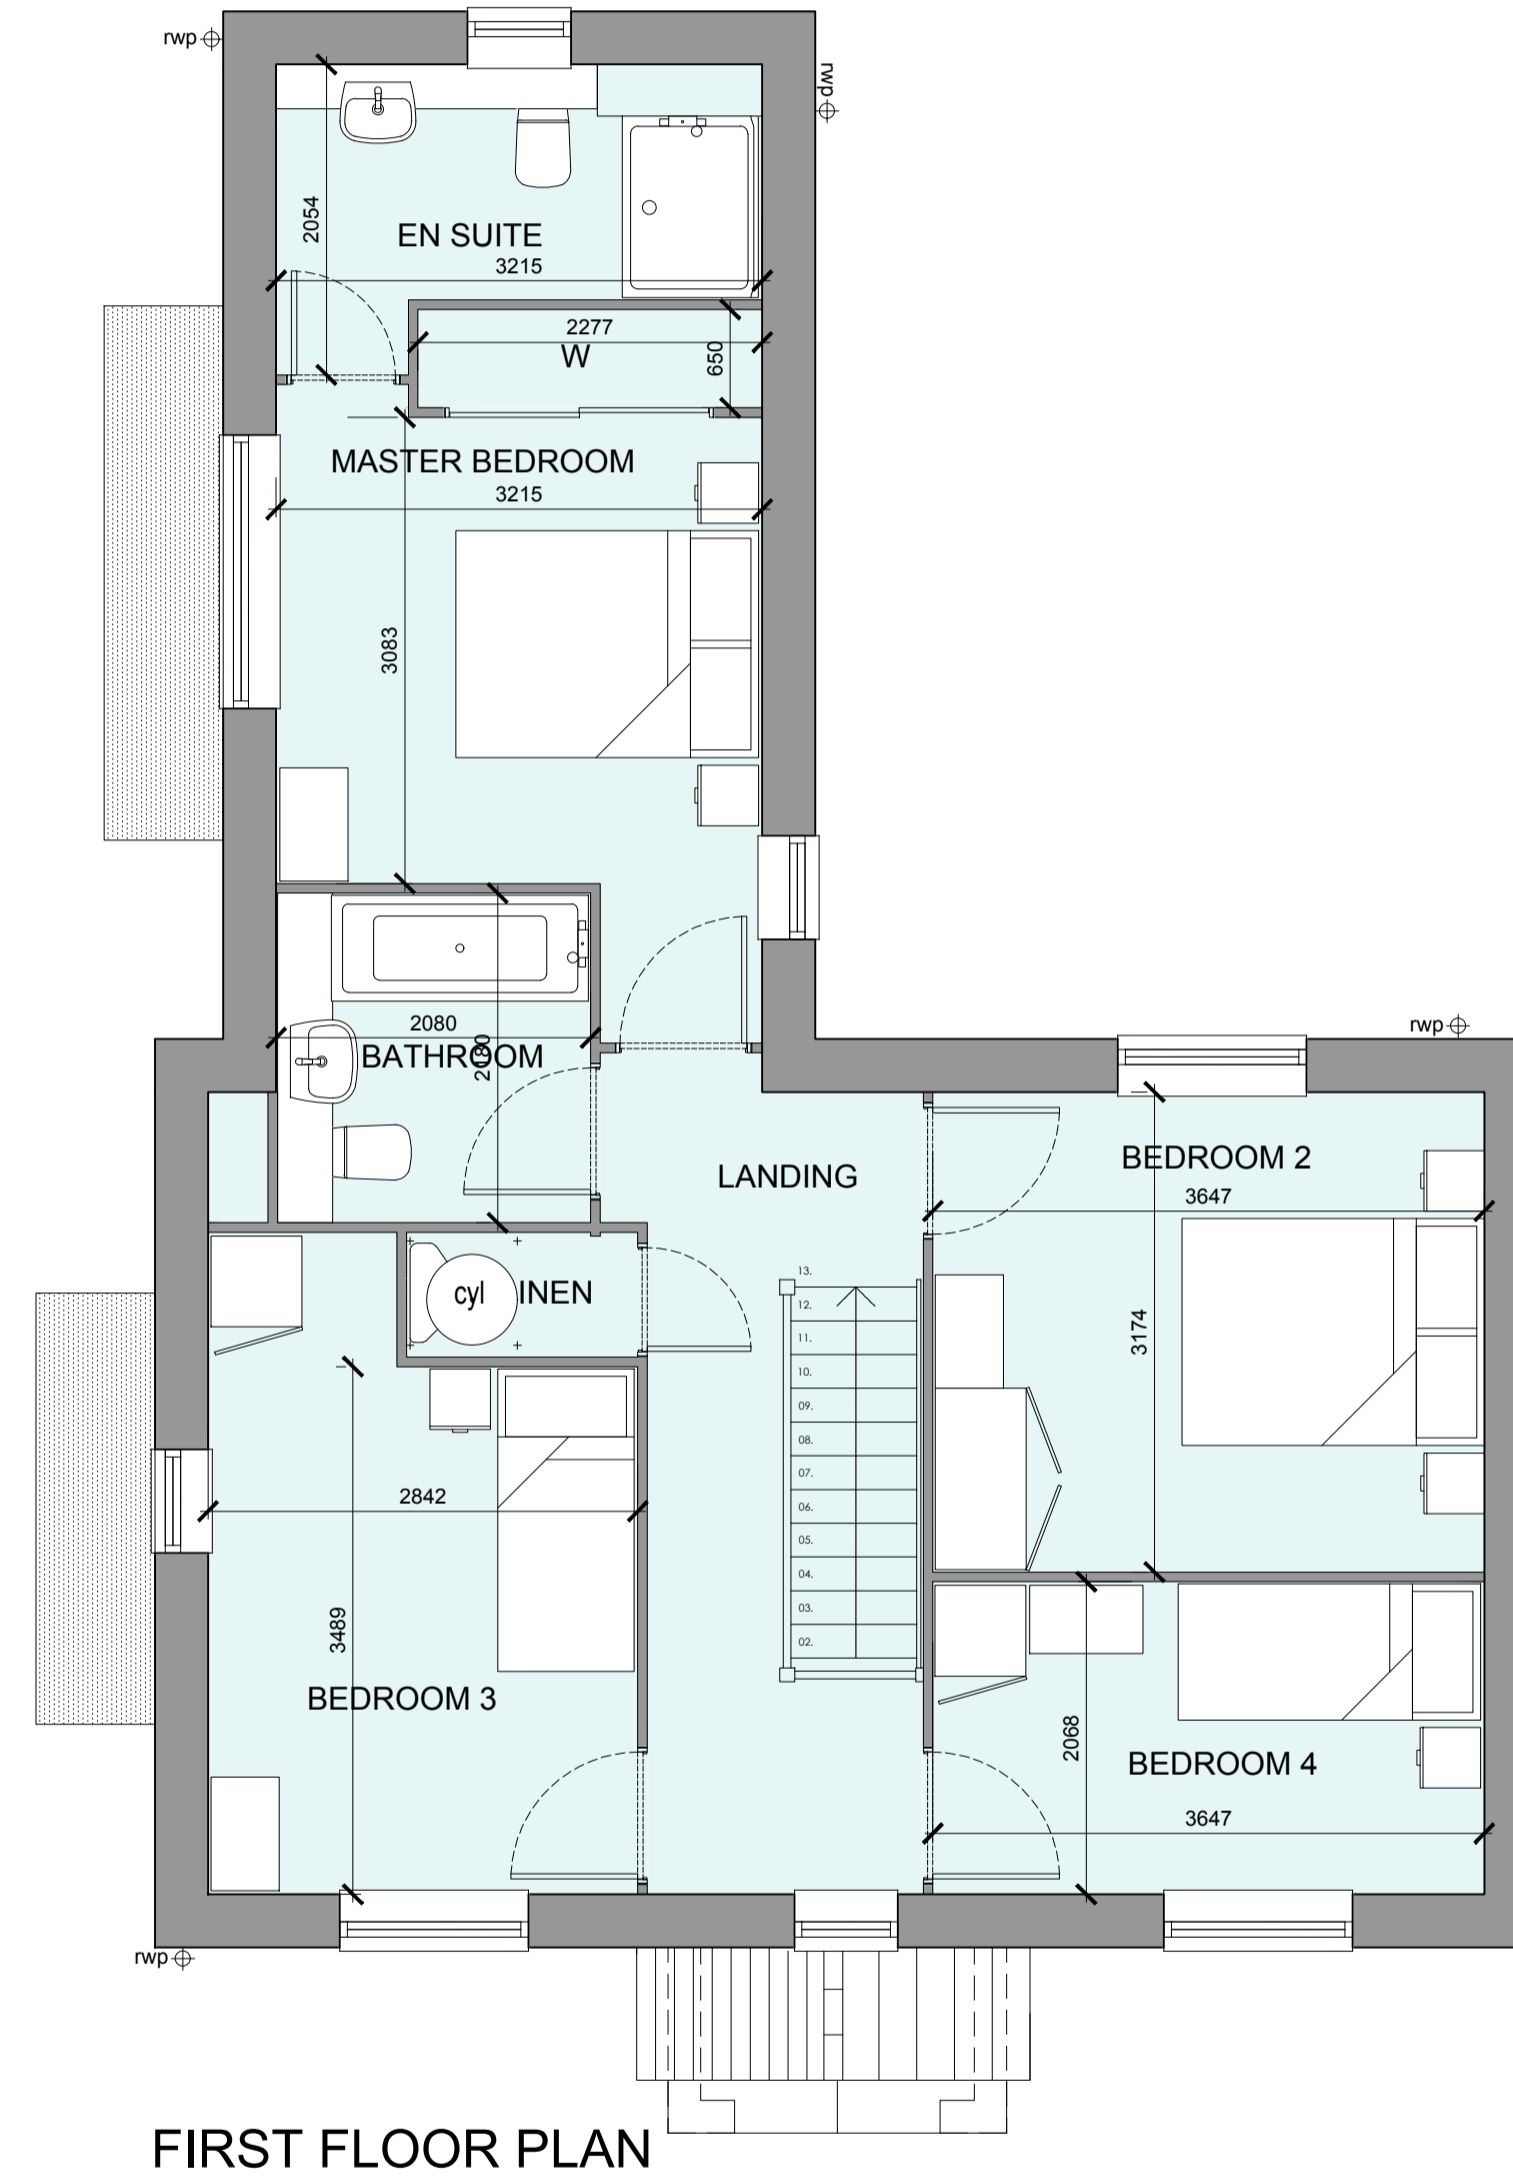 rwp
rwp
2054
EN SUITE
3215
2277
W
650
MASTER BEDROOM
3215
3083
2080
BATHROOM
2180
rwp
LANDING
BEDROOM 2
3647
cyl INEN
13.
12.
11.
10.
09.
08.
07.
06.
05.
04.
03.
02.
3174
2842
3489
BEDROOM 3
2068
BEDROOM 4
3647
rwp
FIRST FLOOR PLAN